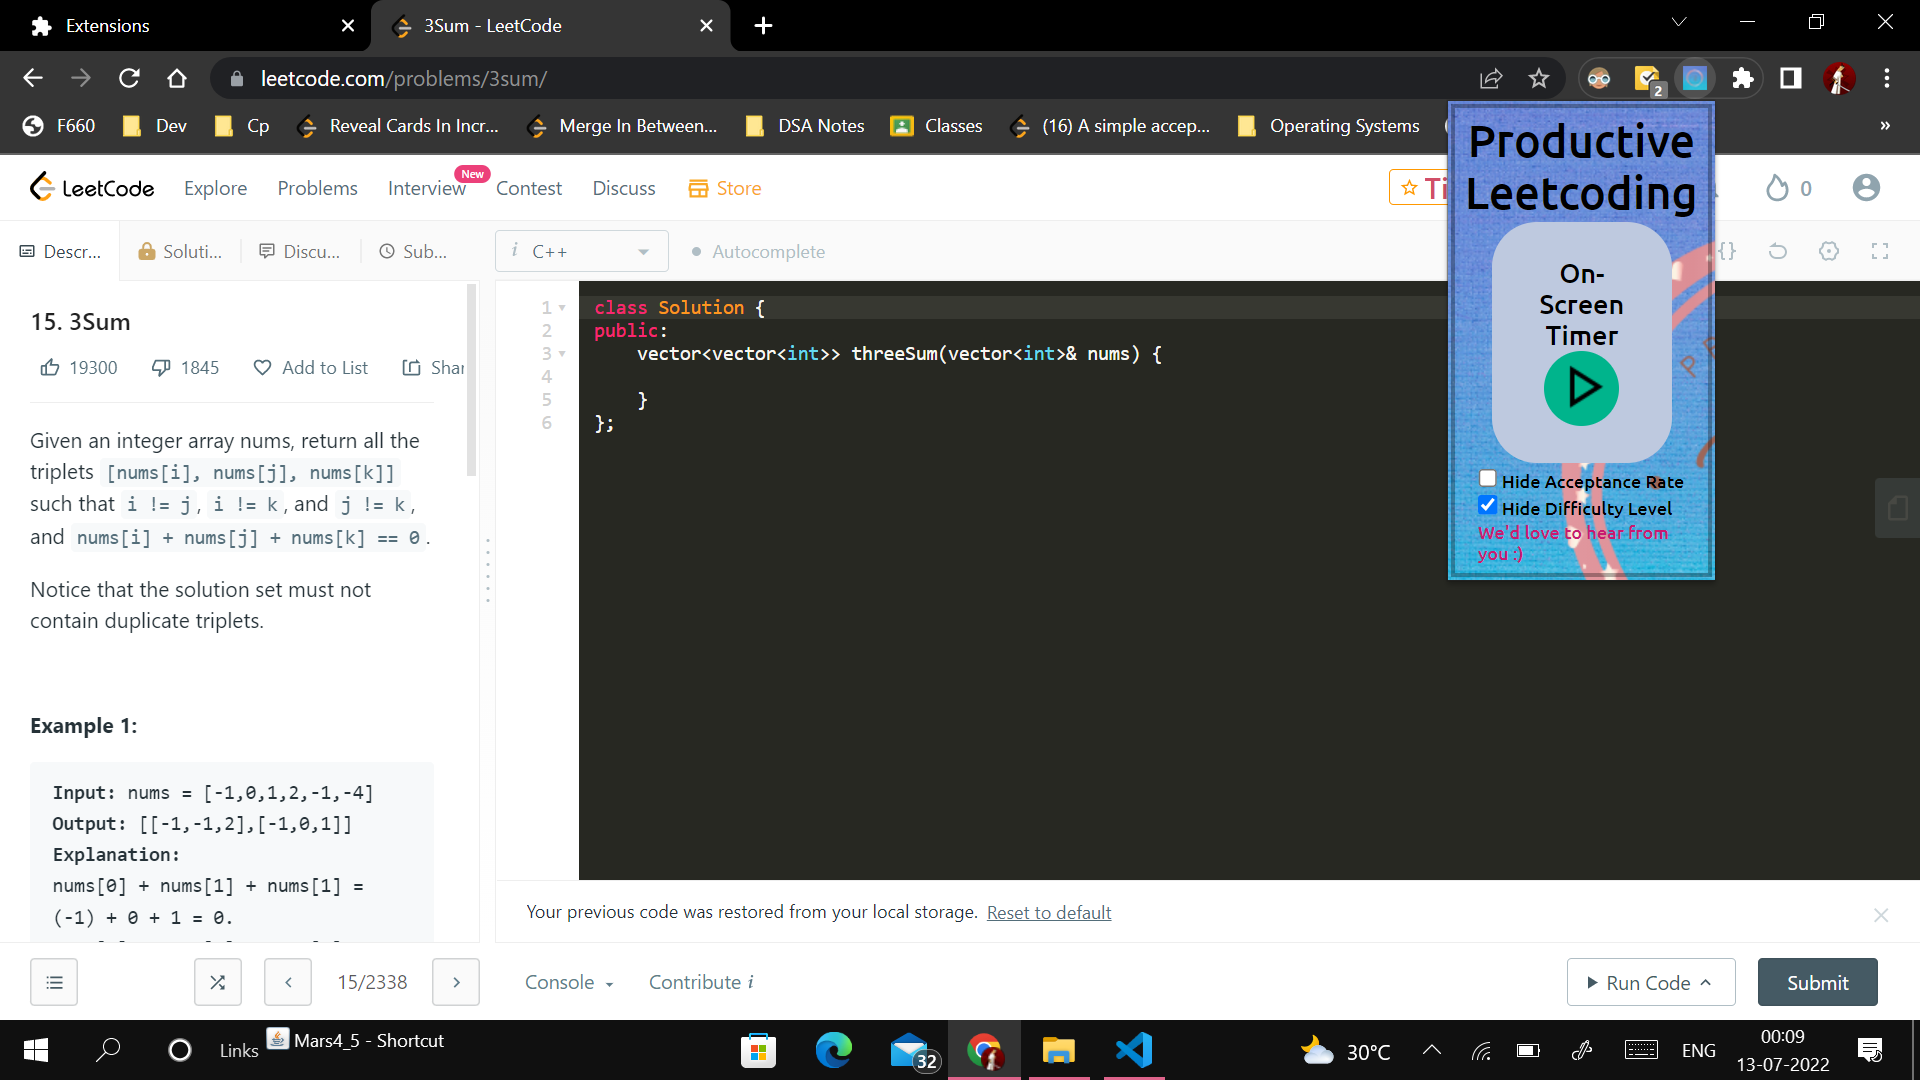 Extensions
3Sum - LeetCode
leetcode.com/problems/3sum/
2
F660
Dev
Cp
Reveal Cards In Incr...
Merge In Between...
DSA Notes
Classes
(16) A simple accep...
Operating Systems
»
LeetCode
Explore
Problems
Interview
New
Contest
Discuss
Store
Ti
0
Descr...
Soluti...
Discu...
Sub...
i C++
Autocomplete
{}
15. 3Sum
19300
1845
Add to List
Shar
Given an integer array nums, return all the
triplets [nums[i], nums[j], nums[k]]
such that i != j, i != k, and j != k,
and nums[i] + nums[j] + nums[k] == 0.
Notice that the solution set must not
contain duplicate triplets.
Example 1:
Input: nums = [-1,0,1,2,-1,-4]
Output: [[-1,-1,2],[-1,0,1]]
Explanation:
nums[0] + nums[1] + nums[1] =
(-1) + 0 + 1 = 0.
1 class Solution {
2 public:
3 vector<vector<int>> threeSum(vector<int>& nums) {
4
5 }
6 };
Productive
Leetcoding
On-
Screen
Timer
Hide Acceptance Rate
Hide Difficulty Level
We'd love to hear from
you :)
Your previous code was restored from your local storage. Reset to default
15/2338
Console
Contribute i
Run Code
Submit
Links
Mars4_5 - Shortcut
32
30°C
ENG
00:09
13-07-2022